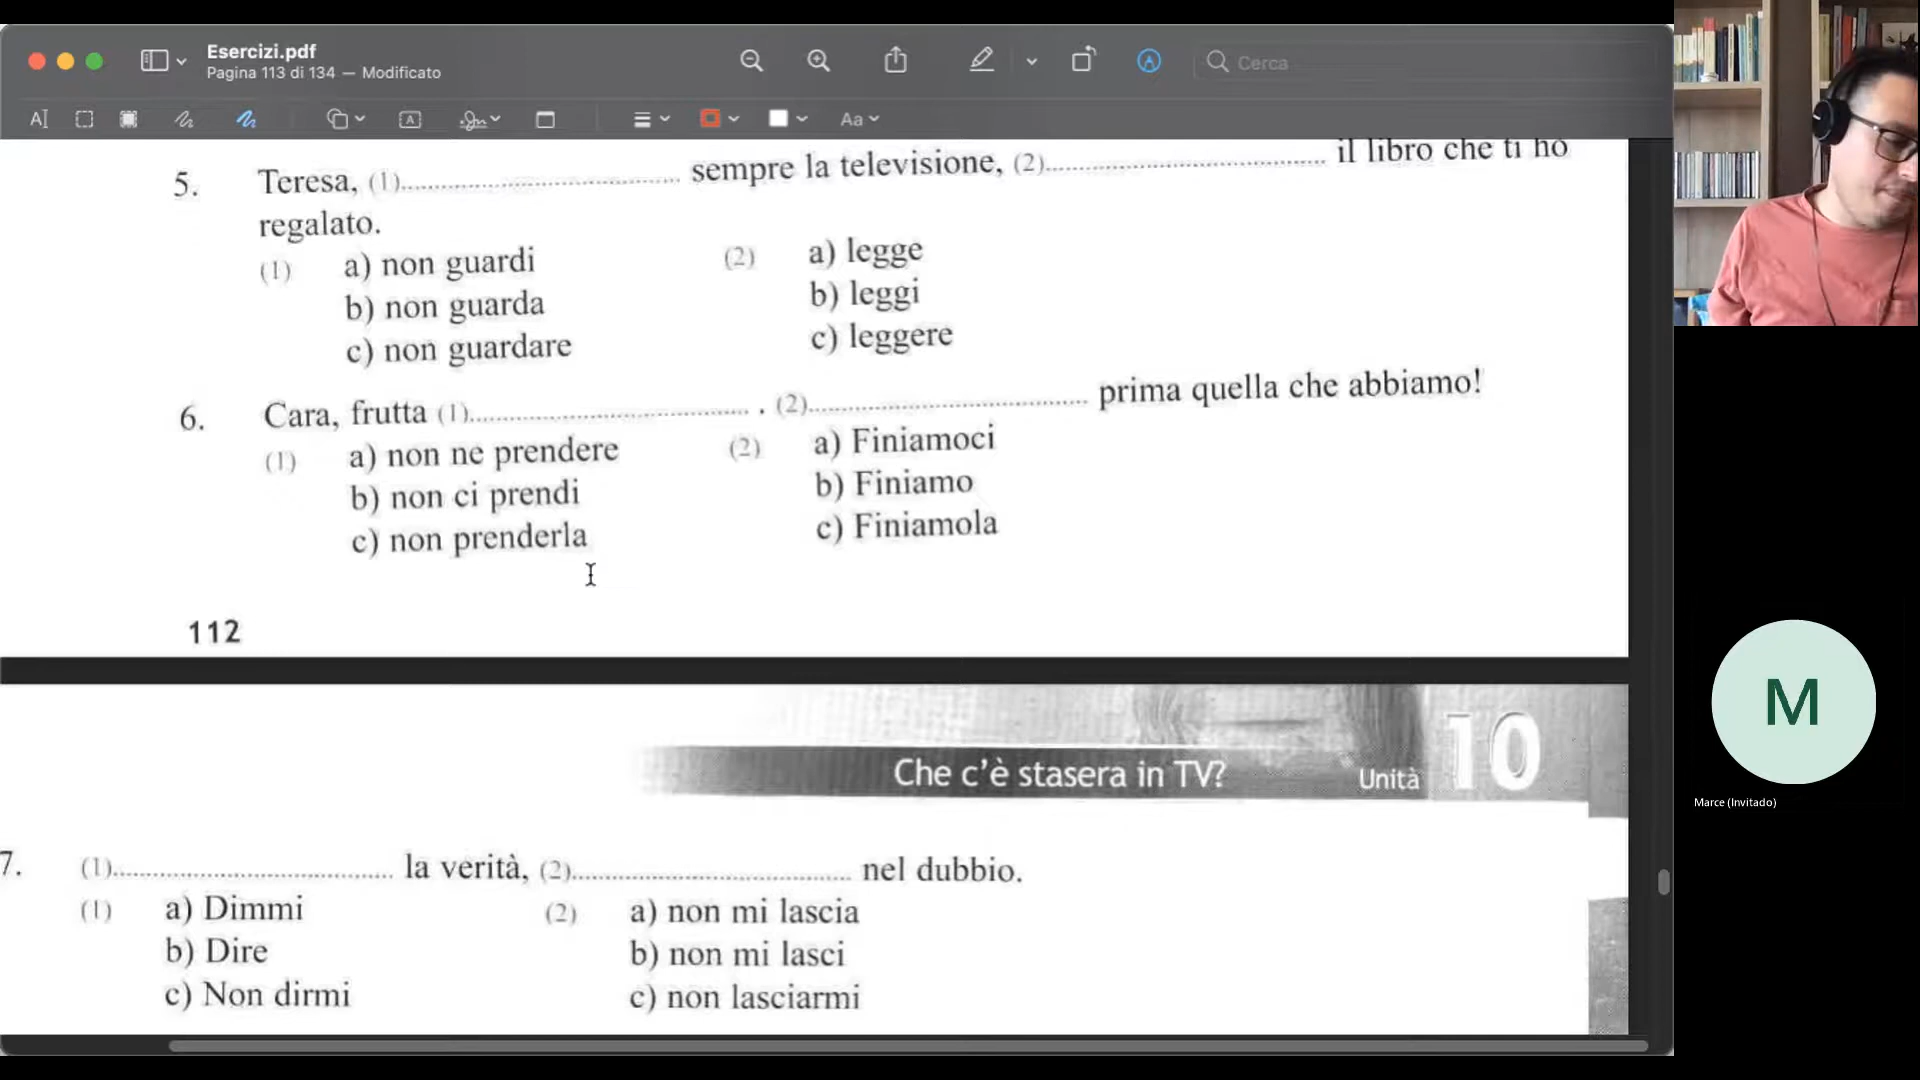 Esercizi.pdf
Pagina 113 di 134 — Modificato
Cerca
5. Teresa, (1)............................ sempre la televisione, (2)............................ il libro che ti ho
regalato.
(1) a) non guardi (2) a) legge
b) non guarda b) leggi
c) non guardare c) leggere
6. Cara, frutta (1)............................ . (2)............................ prima quella che abbiamo!
(1) a) non ne prendere (2) a) Finiamoci
b) non ci prendi b) Finiamo
c) non prenderla c) Finiamola
112
Che c'è stasera in TV? Unità 10
7. (1)............................ la verità, (2)............................ nel dubbio.
(1) a) Dimmi (2) a) non mi lascia
b) Dire b) non mi lasci
c) Non dirmi c) non lasciarmi
M
Marce (Invitado)